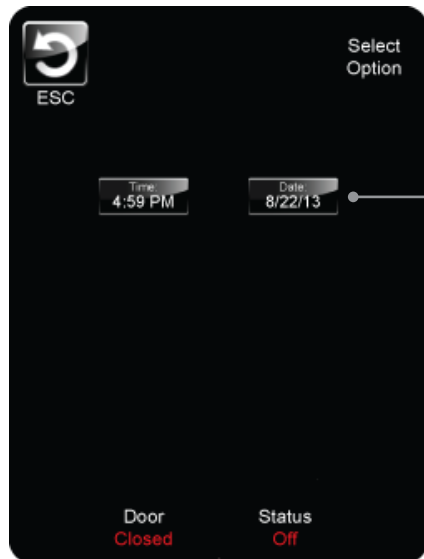 Select
Option
ESC
Time:
4:59 PM
Date:
8/22/13
Door
Closed
Status
Off